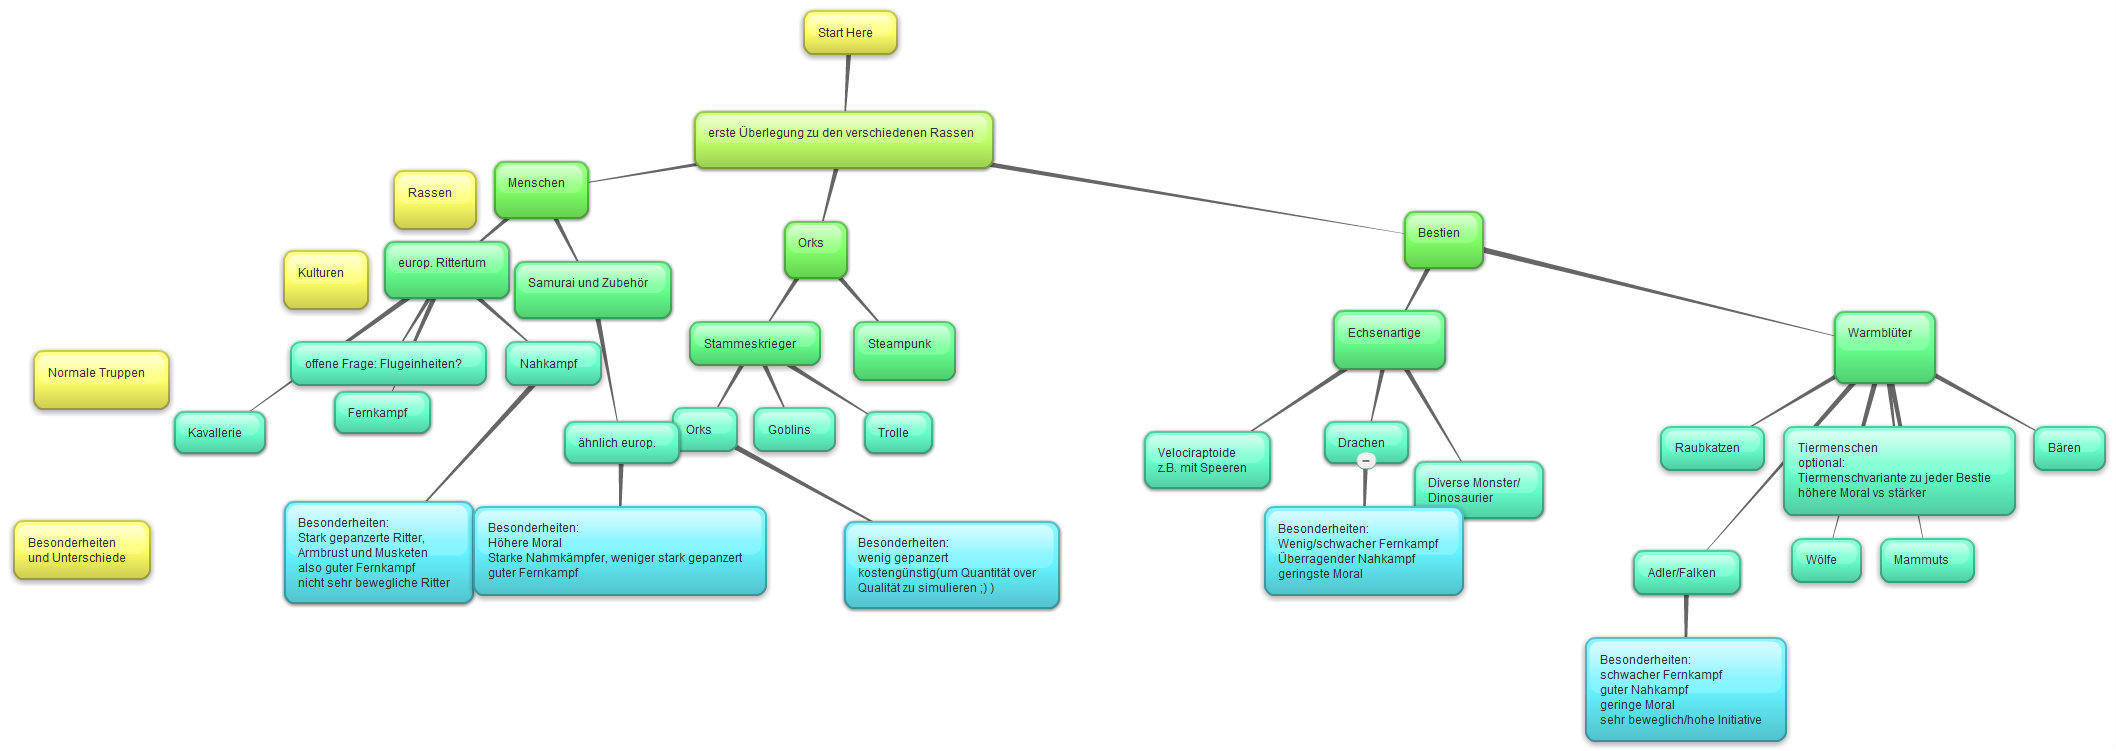 Start Here
erste Überlegung zu den verschiedenen Rassen
Rassen
Menschen
Orks
Bestien
Kulturen
europ. Rittertum
Samurai und Zubehör
Stammeskrieger
Steampunk
Echsenartige
Warmblüter
Normale Truppen
offene Frage: Flugeinheiten?
Nahkampf
Kavallerie
Fernkampf
ähnlich europ.
Orks
Goblins
Trolle
Velociraptoide
z.B. mit Speeren
Drachen
Diverse Monster/
Dinosaurier
Raubkatzen
Tiermenschen
optional:
Tiermenschvariante zu jeder Bestie
höhere Moral vs stärker
Bären
Adler/Falken
Wölfe
Mammuts
Besonderheiten
und Unterschiede
Besonderheiten:
Stark gepanzerte Ritter,
Armbrust und Musketen
also guter Fernkampf
nicht sehr bewegliche Ritter
Besonderheiten:
Höhere Moral
Starke Nahmkämpfer, weniger stark gepanzert
guter Fernkampf
Besonderheiten:
wenig gepanzert
kostengünstig(um Quantität over
Qualität zu simulieren ;) )
Besonderheiten:
Wenig/schwacher Fernkampf
Überragender Nahkampf
geringste Moral
Besonderheiten:
schwacher Fernkampf
guter Nahkampf
geringe Moral
sehr beweglich/hohe Initiative